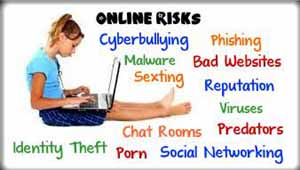 ONLINE RISKS
Cyberbullying Phishing
Malware Bad Websites
Sexting
Reputation
Viruses
Chat Rooms Predators
Identity Theft Porn Social Networking